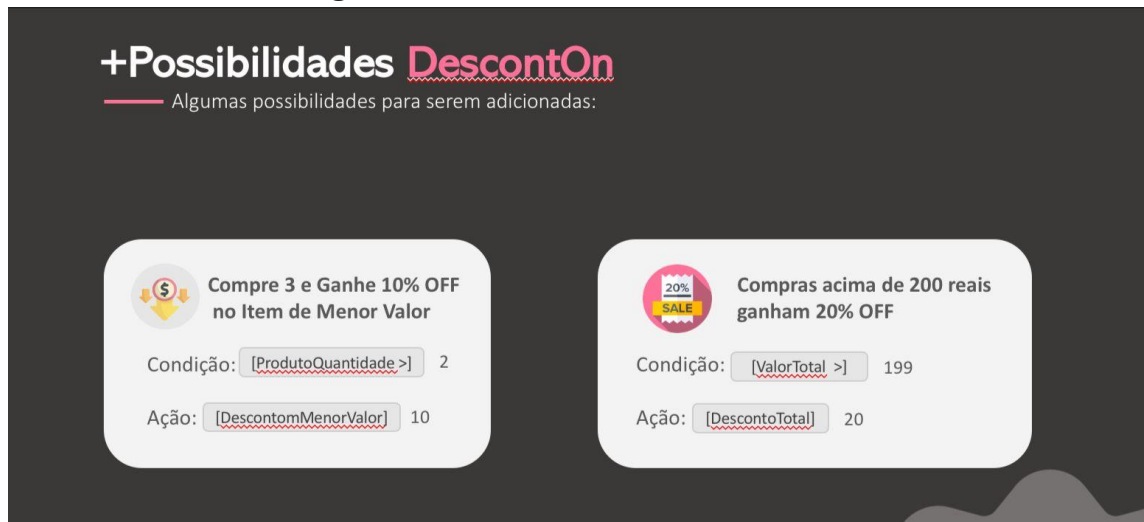 +Possibilidades DescontOn
Algumas possibilidades para serem adicionadas:
Compre 3 e Ganhe 10% OFF
no Item de Menor Valor
Condição: [ProdutoQuantidade >] 2
Ação: [DescontomMenorValor] 10
20%
SALE
Compras acima de 200 reais
ganham 20% OFF
Condição: [ValorTotal >] 199
Ação: [DescontoTotal] 20